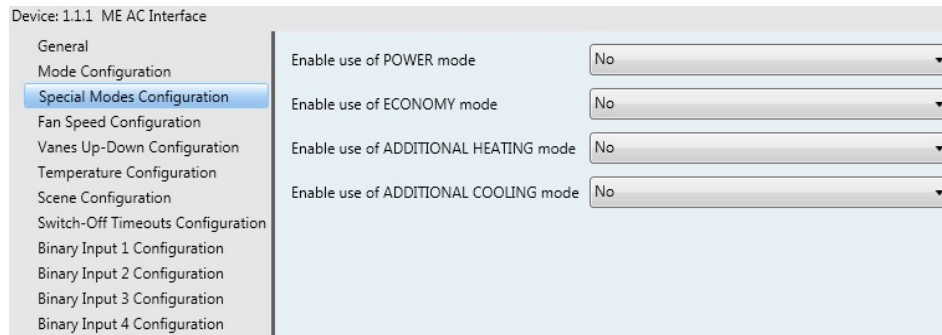 Device: 1.1.1 ME AC Interface
General
Mode Configuration
Special Modes Configuration
Fan Speed Configuration
Vanes Up-Down Configuration
Temperature Configuration
Scene Configuration
Switch-Off Timeouts Configuration
Binary Input 1 Configuration
Binary Input 2 Configuration
Binary Input 3 Configuration
Binary Input 4 Configuration
Enable use of POWER mode No
Enable use of ECONOMY mode No
Enable use of ADDITIONAL HEATING mode No
Enable use of ADDITIONAL COOLING mode No